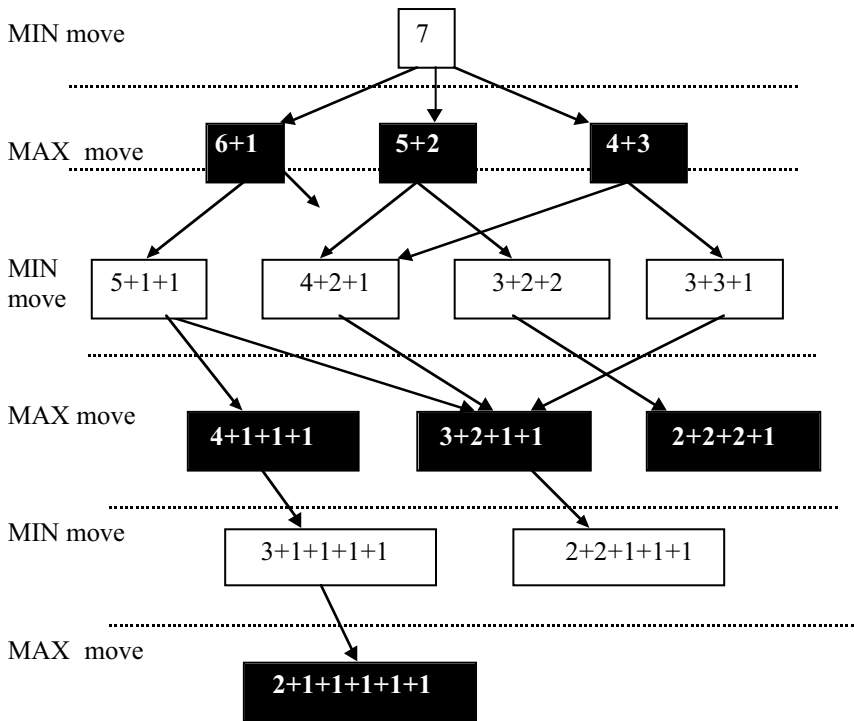 MIN move 7
MAX move 6+1 5+2 4+3
MIN move 5+1+1 4+2+1 3+2+2 3+3+1
MAX move 4+1+1+1 3+2+1+1 2+2+2+1
MIN move 3+1+1+1+1 2+2+1+1+1
MAX move 2+1+1+1+1+1